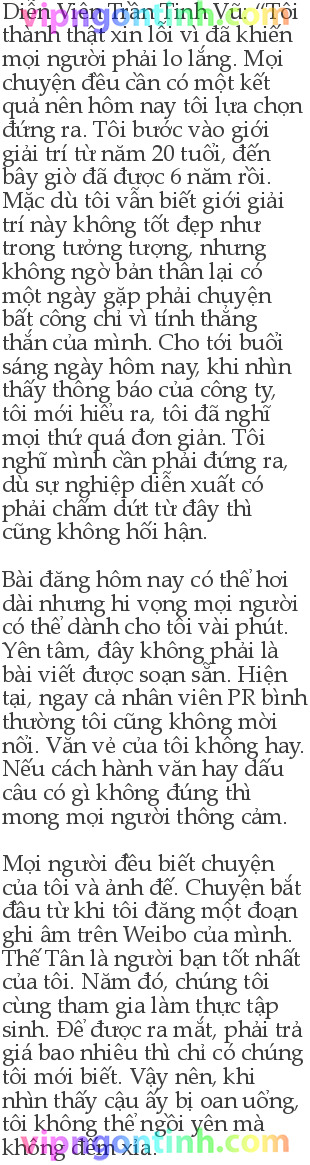 vipngontinh.com
Diễn Viên Trần Tinh Vũ: “Tôi
thành thật xin lỗi vì đã khiến
mọi người phải lo lắng. Mọi
chuyện đều cần có một kết
quả nên hôm nay tôi lựa chọn
đứng ra. Tôi bước vào giới
giải trí từ năm 20 tuổi, đến
bây giờ đã được 6 năm rồi.
Mặc dù tôi vẫn biết giới giải
trí này không tốt đẹp như
trong tưởng tượng, nhưng
không ngờ bản thân lại có
một ngày gặp phải chuyện
bất công chỉ vì tính thẳng
thắn của mình. Cho tới buổi
sáng ngày hôm nay, khi nhìn
thấy thông báo của công ty,
tôi mới hiểu ra, tôi đã nghĩ
mọi thứ quá đơn giản. Tôi
nghĩ mình cần phải đứng ra,
dù sự nghiệp diễn xuất có
phải chấm dứt từ đây thì
cũng không hối hận.
Bài đăng hôm nay có thể hơi
dài nhưng hi vọng mọi người
có thể dành cho tôi vài phút.
Yên tâm, đây không phải là
bài viết được soạn sẵn. Hiện
tại, ngay cả nhân viên PR bình
thường tôi cũng không mời
nổi. Văn vẻ của tôi không hay.
Nếu cách hành văn hay dấu
câu có gì không đúng thì
mong mọi người thông cảm.
Mọi người đều biết chuyện
của tôi và ảnh đế. Chuyện bắt
đầu từ khi tôi đăng một đoạn
ghi âm trên Weibo của mình.
Thế Tân là người bạn tốt nhất
của tôi. Năm đó, chúng tôi
cùng tham gia làm thực tập
sinh. Để được ra mắt, phải trả
giá bao nhiêu thì chỉ có chúng
tôi mới biết. Vậy nên, khi
nhìn thấy cậu ấy bị oan uổng,
tôi không thể ngồi yên mà
không đếm xỉa.
vipngontinh.com